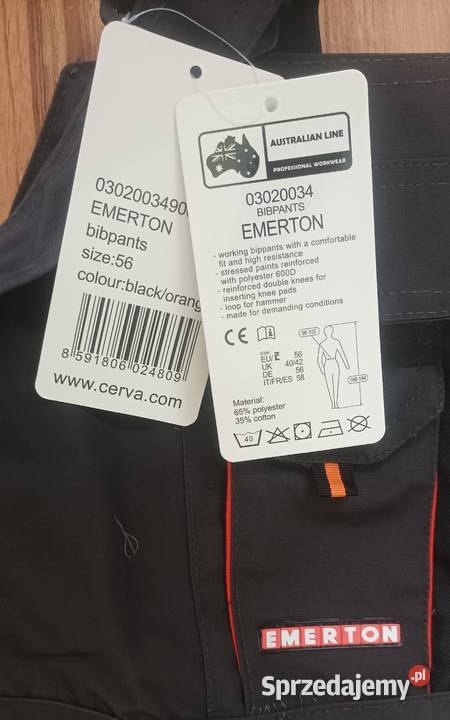 03020034
EMERTON
bibpants
size:56
colour:black/orang
8 591806 024809
www.cerva.com
AUSTRALIAN LINE
PROFESSIONAL WORKWEAR
03020034
BIBPANTS
EMERTON
- working bippants with a comfortable
fit and high resistance
- stressed paints reinforced
with polyester 600D
- reinforced double knees for
inserting knee pads
- loop for hammer
- made for demanding conditions
CE
EU/E 56
UK 40/42
DE 56
IT/FR/ES 58
Material:
65% polyester
35% cotton
40
EMERTON
Sprzedajemy.pl